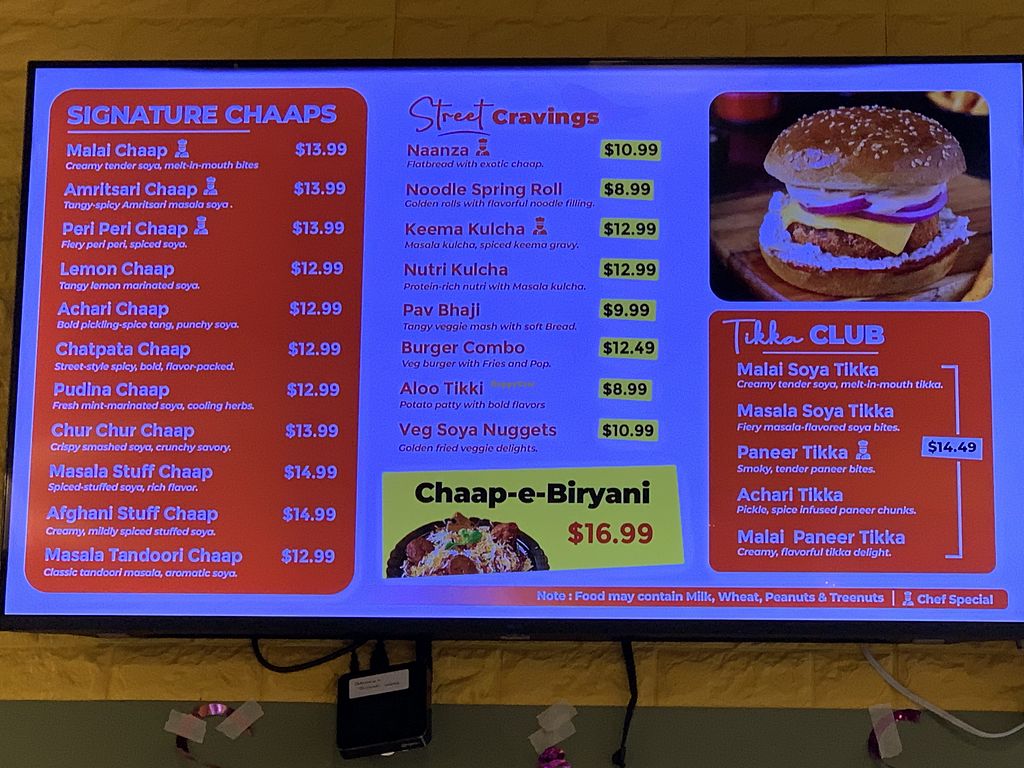 SIGNATURE CHAAPS
Malai Chaap $13.99
Creamy tender soya, melt-in-mouth bites
Amritsari Chaap $13.99
Tangy-spicy Amritsari masala soya .
Peri Peri Chaap $13.99
Fiery peri peri, spiced soya.
Lemon Chaap $12.99
Tangy lemon marinated soya.
Achari Chaap $12.99
Bold pickling-spice tang, punchy soya.
Chatpata Chaap $12.99
Street-style spicy, bold, flavor-packed.
Pudina Chaap $12.99
Fresh mint-marinated soya, cooling herbs.
Chur Chur Chaap $13.99
Crispy smashed soya, crunchy savory.
Masala Stuff Chaap $14.99
Spiced-stuffed soya, rich flavor.
Afghani Stuff Chaap $14.99
Creamy, mildly spiced stuffed soya.
Masala Tandoori Chaap $12.99
Classic tandoori masala, aromatic soya.
Street Cravings
Naanza $10.99
Flatbread with exotic chaap.
Noodle Spring Roll $8.99
Golden rolls with flavorful noodle filling.
Keema Kulcha $12.99
Masala kulcha, spiced keema gravy.
Nutri Kulcha $12.99
Protein-rich nutri with Masala kulcha.
Pav Bhaji $9.99
Tangy veggie mash with soft Bread.
Burger Combo $12.49
Veg burger with Fries and Pop.
Aloo Tikki $8.99
Potato patty with bold flavors
Veg Soya Nuggets $10.99
Golden fried veggie delights.
Chaap-e-Biryani
$16.99
Tikka CLUB
Malai Soya Tikka
Creamy tender soya, melt-in-mouth tikka.
Masala Soya Tikka
Fiery masala-flavored soya bites.
Paneer Tikka $14.49
Smoky, tender paneer bites.
Achari Tikka
Pickle, spice infused paneer chunks.
Malai Paneer Tikka
Creamy, flavorful tikka delight.
Note : Food may contain Milk, Wheat, Peanuts & Treenuts | Chef Special